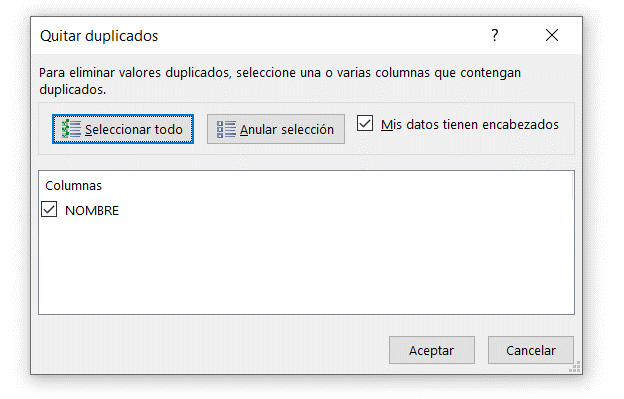 Quitar duplicados
?
Para eliminar valores duplicados, seleccione una o varias columnas que contengan
duplicados.
Seleccionar todo
Anular selección
Mis datos tienen encabezados
Columnas
NOMBRE
Aceptar
Cancelar